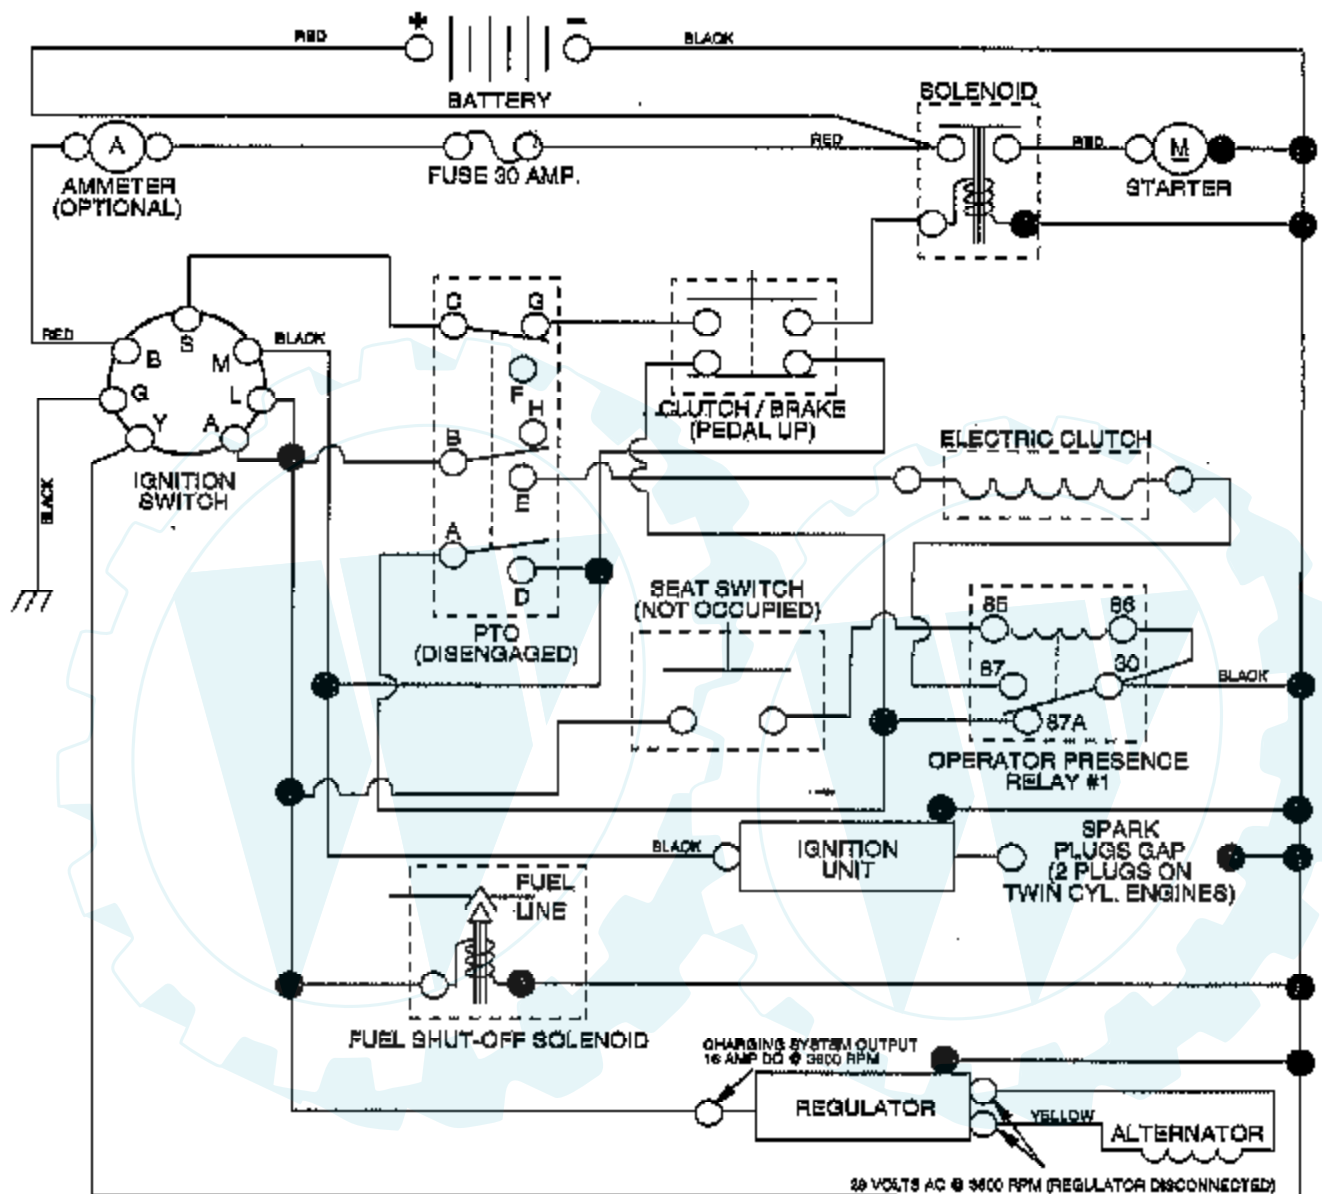 +
-
RED
BLACK
BATTERY
SOLENOID
A
RED
RED
M
FUSE 30 AMP.
AMMETER
(OPTIONAL)
STARTER
S
RED
B
M
BLACK
G
L
Y
A
IGNITION
SWITCH
BLACK
C
G
F
H
B
E
A
D
PTO
(DISENGAGED)
CLUTCH / BRAKE
(PEDAL UP)
ELECTRIC CLUTCH
SEAT SWITCH
(NOT OCCUPIED)
85
86
87
30
BLACK
87A
OPERATOR PRESENCE
RELAY #1
BLACK
IGNITION
UNIT
SPARK
PLUGS GAP
(2 PLUGS ON
TWIN CYL. ENGINES)
FUEL
LINE
FUEL SHUT-OFF SOLENOID
CHARGING SYSTEM OUTPUT
16 AMP DC @ 3600 RPM
REGULATOR
YELLOW
ALTERNATOR
28 VOLTS AC @ 3600 RPM (REGULATOR DISCONNECTED)